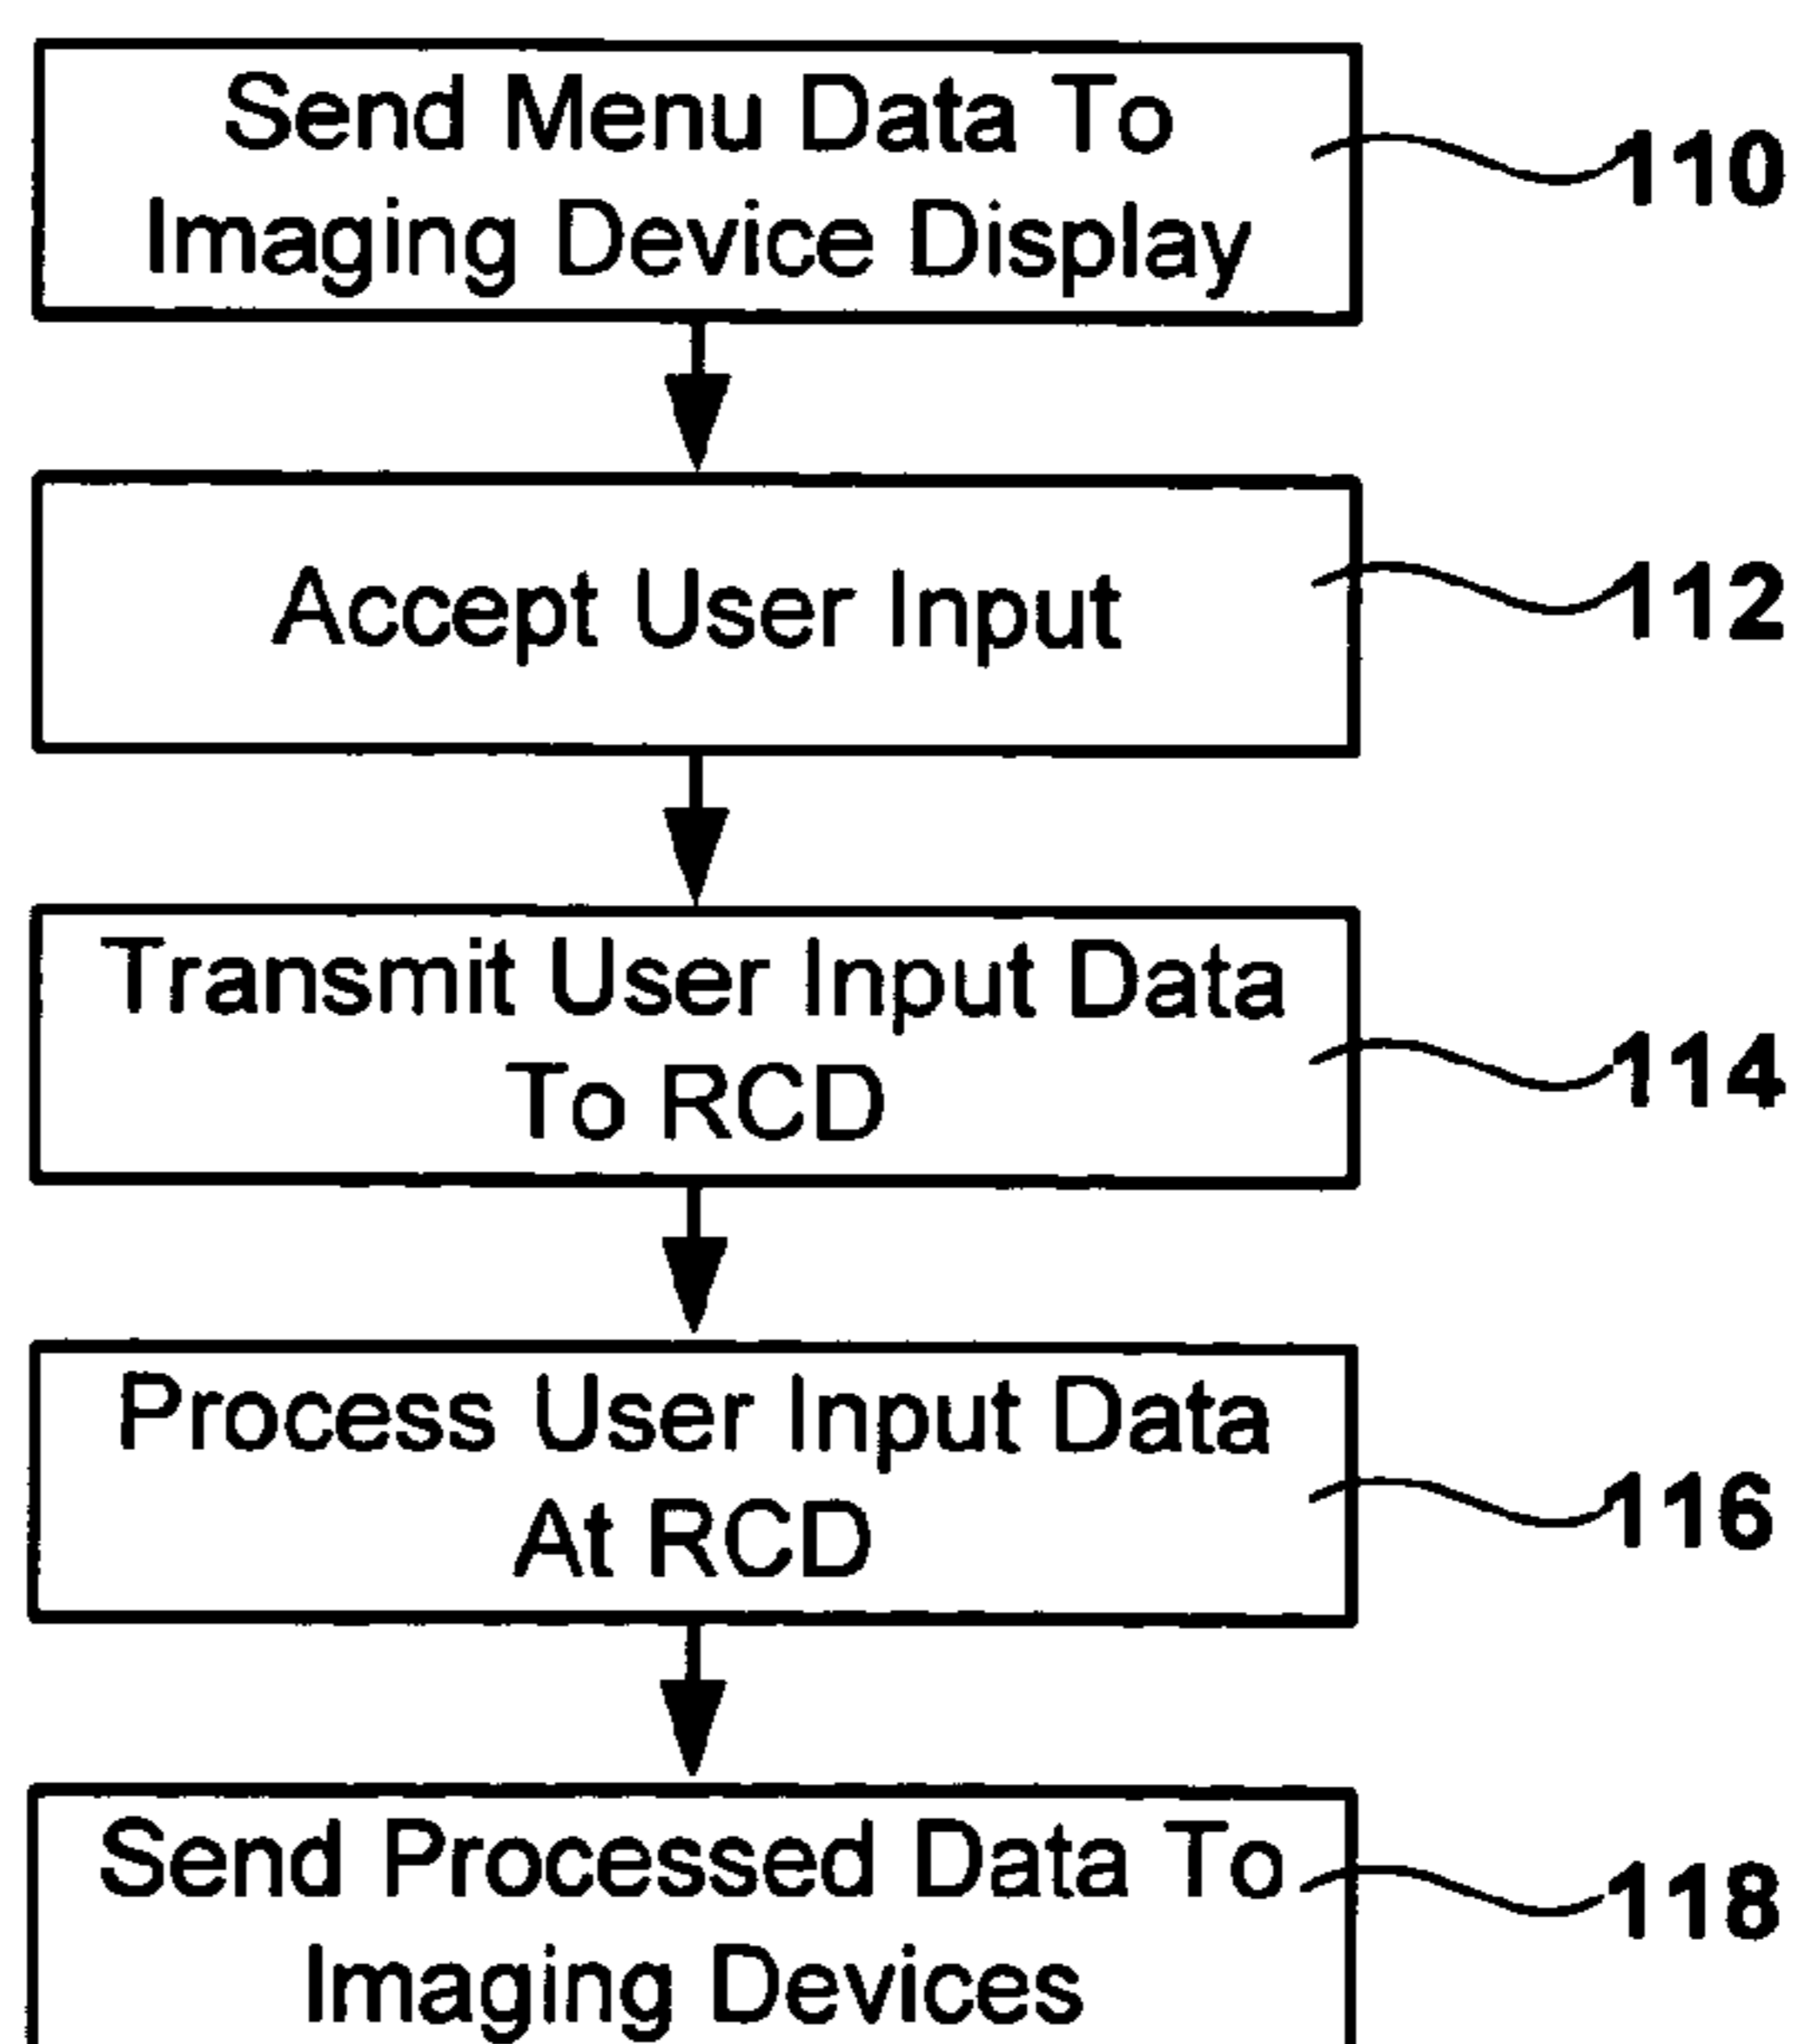 Send Menu Data To
Imaging Device Display
110
Accept User Input
112
Transmit User Input Data
To RCD
114
Process User Input Data
At RCD
116
Send Processed Data To
Imaging Devices
118